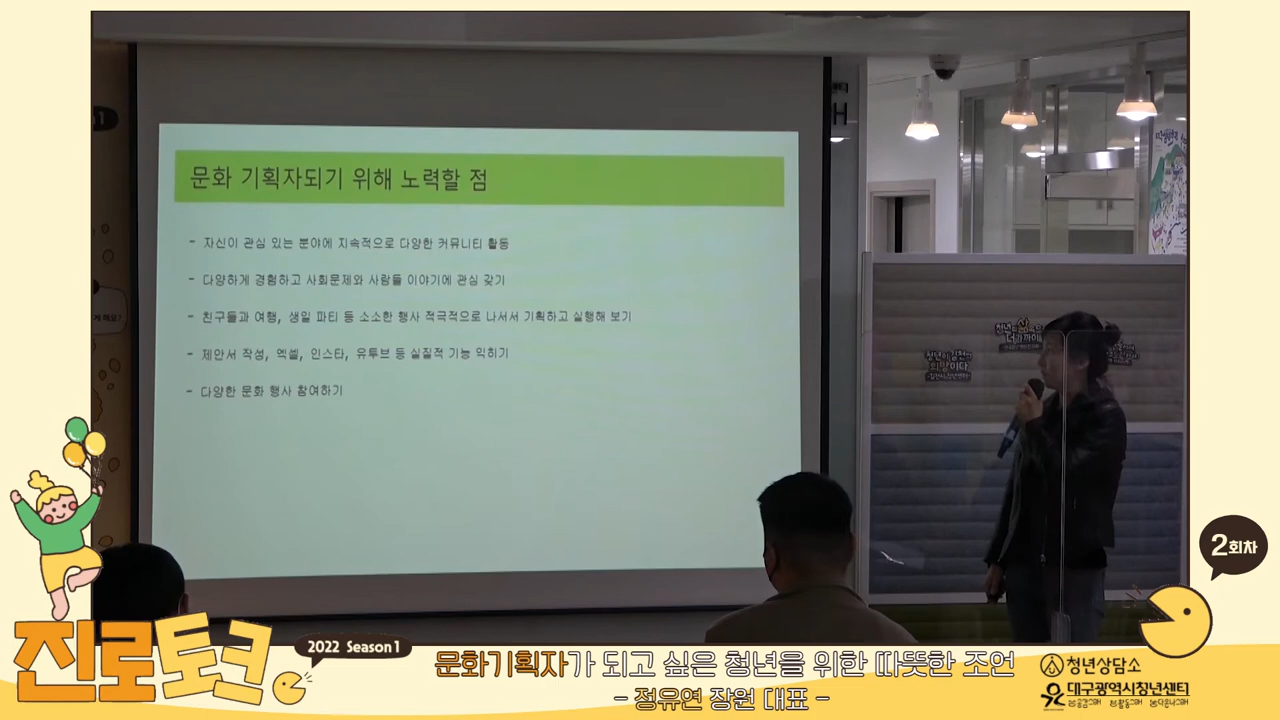 문화 기획자되기 위해 노력할 점
- 자신이 관심 있는 분야에 지속적으로 다양한 커뮤니티 활동
- 다양하게 경험하고 사회문제와 사람들 이야기에 관심 갖기
- 친구들과 여행, 생일 파티 등 소소한 행사 적극적으로 나서서 기획하고 실행해 보기
- 제안서 작성, 엑셀, 인스타, 유투브 등 실질적 기능 익히기
- 다양한 문화 행사 참여하기
2회차
진로토크
2022 Season1
문화기획자가 되고 싶은 청년을 위한 따뜻한 조언
- 정유연 장원 대표 -
청년상담소
대구광역시청년센터